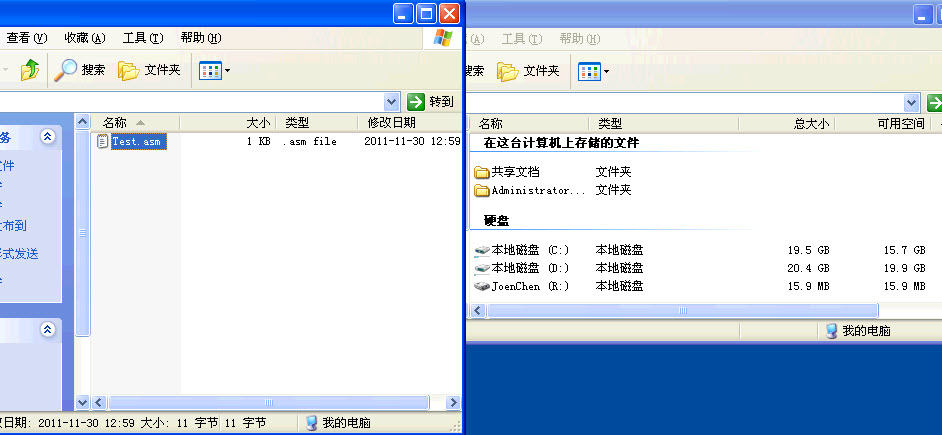 查看(V) 收藏(A) 工具(T) 帮助(H)
搜索 文件夹
转到
名称 大小 类型 修改日期
Test.asm 1 KB .asm file 2011-11-30 12:59
务
文件
布到
形式发送
改日期: 2011-11-30 12:59 大小: 11 字节 11 字节 我的电脑
(A) 工具(T) 帮助(H)
搜索 文件夹
名称 类型 总大小 可用空间
在这台计算机上存储的文件
共享文档 文件夹
Administrator... 文件夹
硬盘
本地磁盘 (C:) 本地磁盘 19.5 GB 15.7 GB
本地磁盘 (D:) 本地磁盘 20.4 GB 19.9 GB
JoenChen (R:) 本地磁盘 15.9 MB 15.9 MB
我的电脑